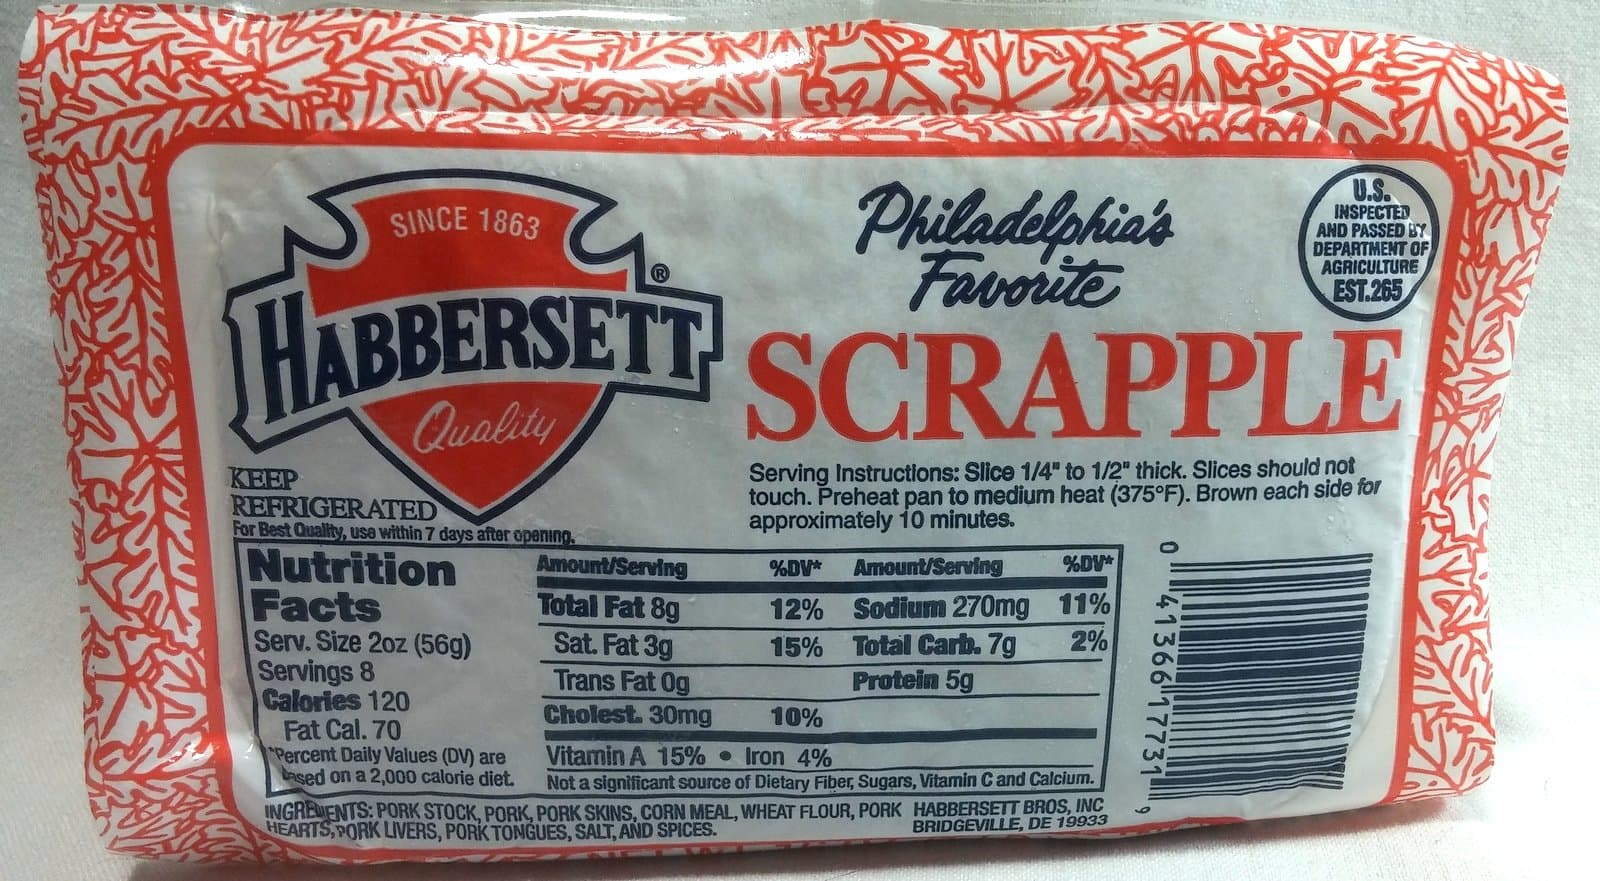 SINCE 1863
HABBERSETT®
Quality
Philadelphia's
Favorite
SCRAPPLE
U.S.
INSPECTED
AND PASSED BY
DEPARTMENT OF
AGRICULTURE
EST.265
KEEP
REFRIGERATED
For Best Quality, use within 7 days after opening.
Serving Instructions: Slice 1/4" to 1/2" thick. Slices should not
touch. Preheat pan to medium heat (375°F). Brown each side for
approximately 10 minutes.
Nutrition
Facts
Serv. Size 2oz (56g)
Servings 8
Calories 120
Fat Cal. 70
*Percent Daily Values (DV) are
based on a 2,000 calorie diet.
Amount/Serving %DV* Amount/Serving %DV*
Total Fat 8g 12% Sodium 270mg 11%
Sat. Fat 3g 15% Total Carb. 7g 2%
Trans Fat 0g Protein 5g
Cholest. 30mg 10%
Vitamin A 15% • Iron 4%
Not a significant source of Dietary Fiber, Sugars, Vitamin C and Calcium.
0 41366 17731 9
INGREDIENTS: PORK STOCK, PORK, PORK SKINS, CORN MEAL, WHEAT FLOUR, PORK
HEARTS, PORK LIVERS, PORK TONGUES, SALT, AND SPICES.
HABBERSETT BROS, INC
BRIDGEVILLE, DE 19933